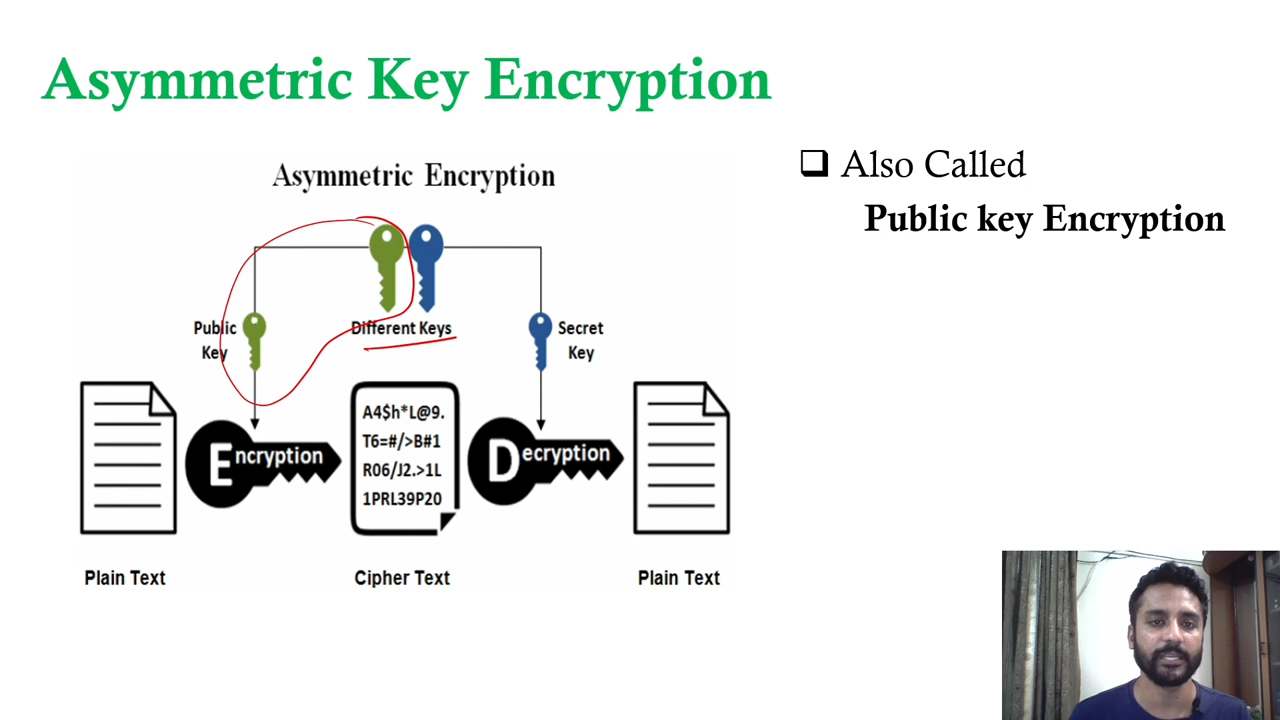 Asymmetric Key Encryption
Asymmetric Encryption
Public
Key
Different Keys
Secret
Key
A4$h*L@9.
T6=#/>B#1
R06/J2.>1L
1PRL39P20
Encryption
Decryption
Plain Text
Cipher Text
Plain Text
Also Called
Public key Encryption